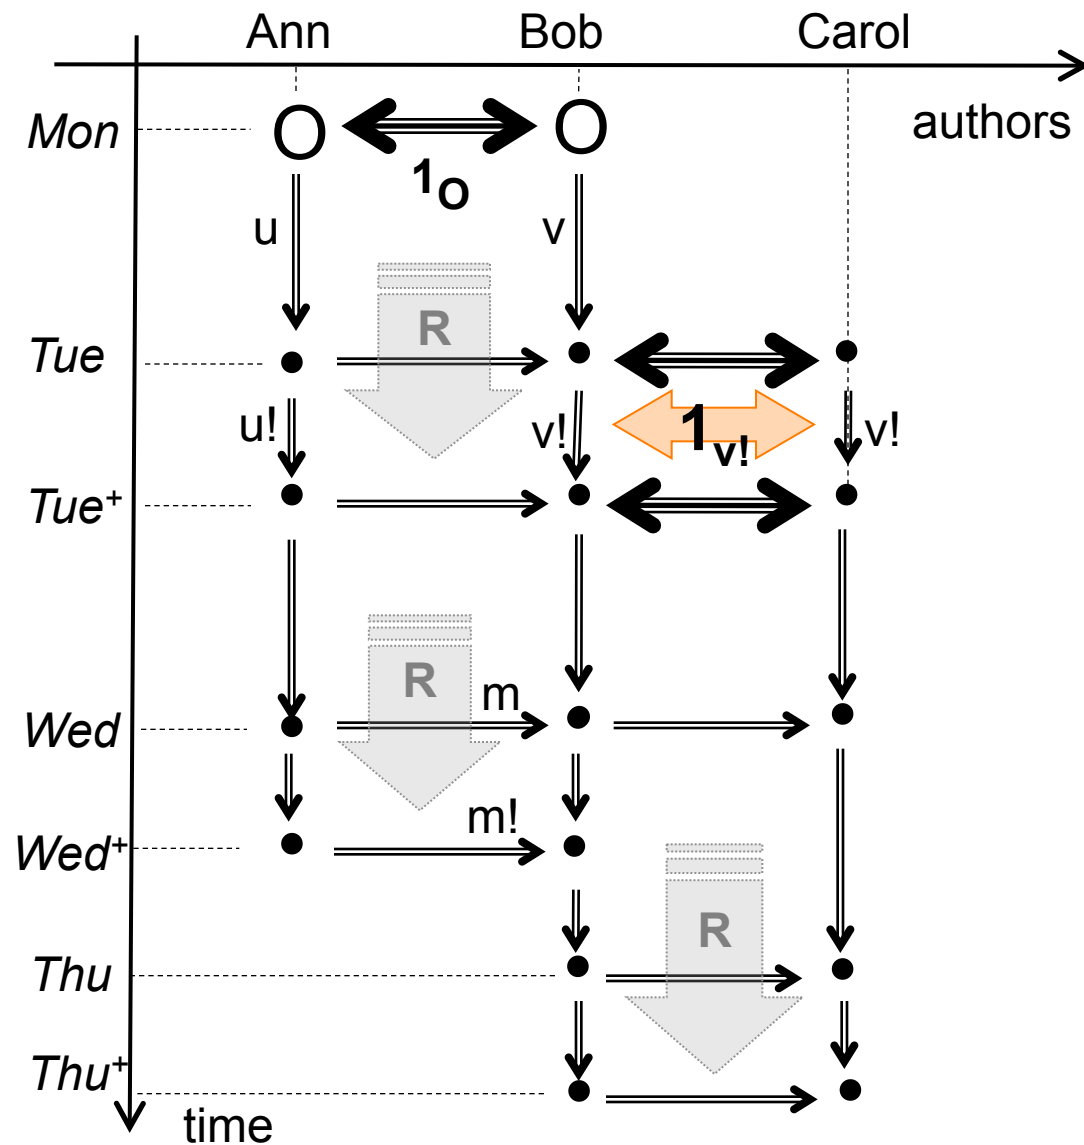 Ann Bob Carol
authors
Mon O O
1O
u v
R
Tue
u! v! 1v! v!
Tue+
R
m
Wed
m!
Wed+
R
Thu
Thu+
time